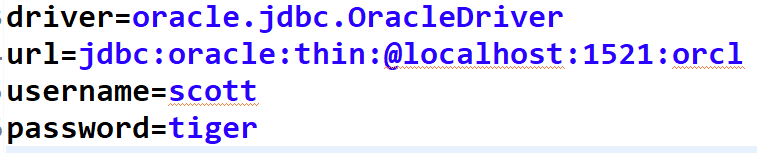 driver=oracle.jdbc.OracleDriver
url=jdbc:oracle:thin:@localhost:1521:orcl
username=scott
password=tiger